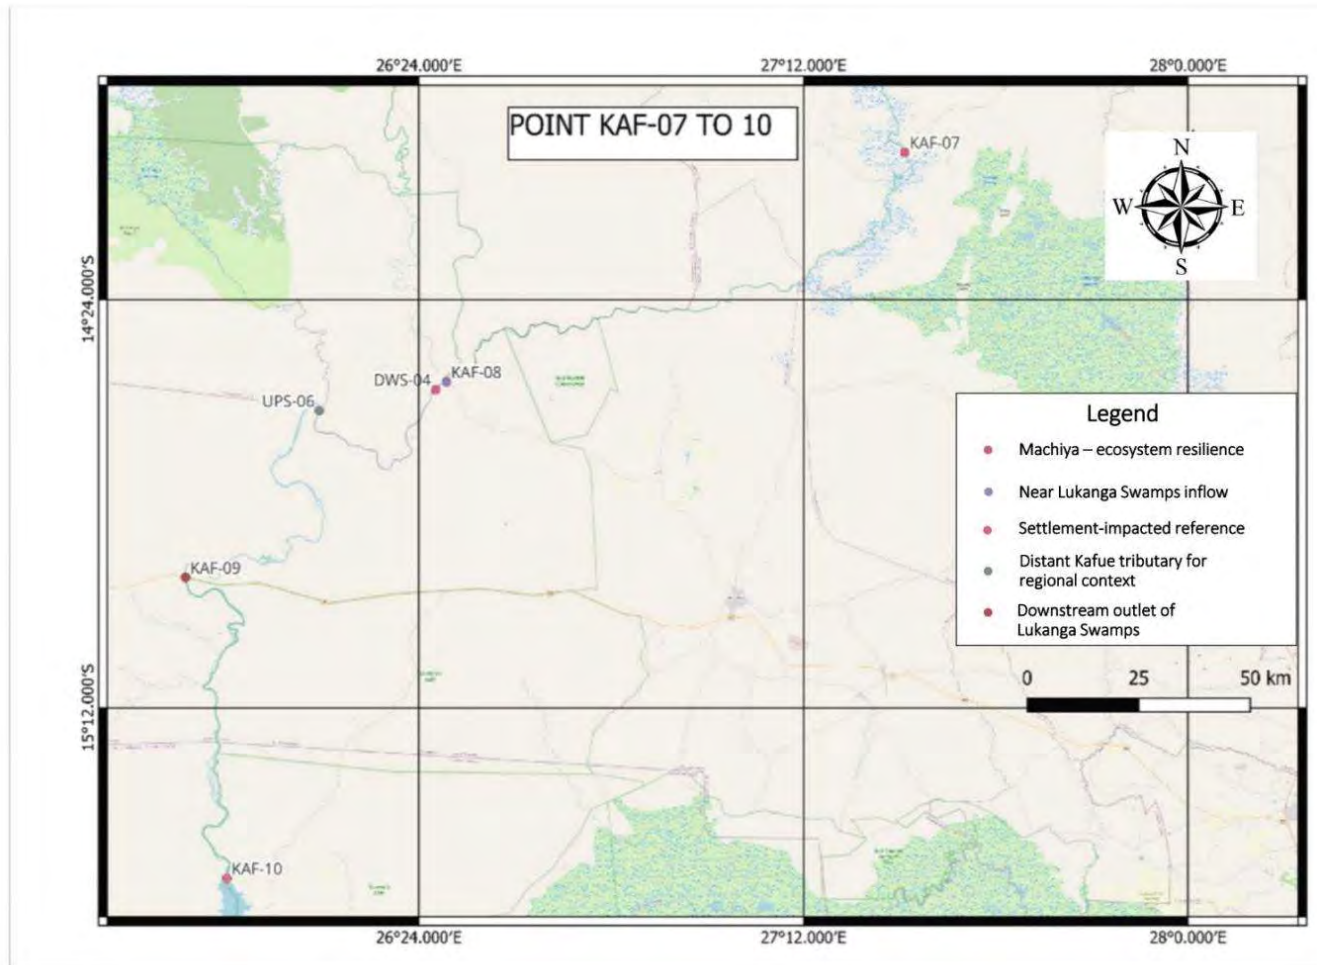 26°24.000'E 27°12.000'E 28°0.000'E
POINT KAF-07 TO 10
KAF-07
N
W E
S
14°24.000'S
DWS-04 KAF-08
UPS-06
Legend
Machiya – ecosystem resilience
Near Lukanga Swamps inflow
Settlement-impacted reference
Distant Kafue tributary for
regional context
Downstream outlet of
Lukanga Swamps
KAF-09
0 25 50 km
15°12.000'S
KAF-10
26°24.000'E 27°12.000'E 28°0.000'E